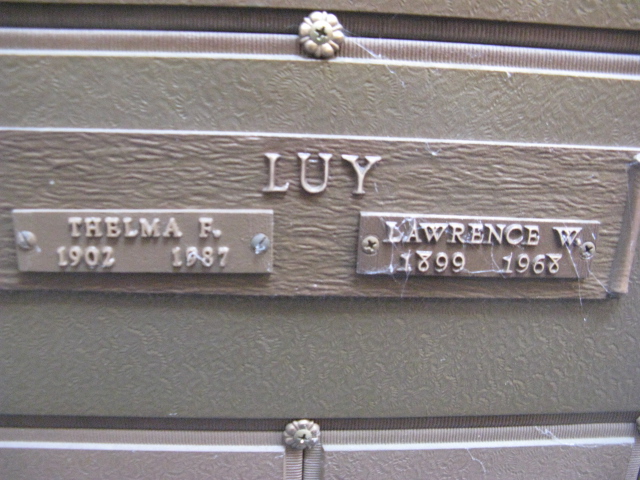 LUY
THELMA F.
1902 1987
LAWRENCE W.
1899 1968